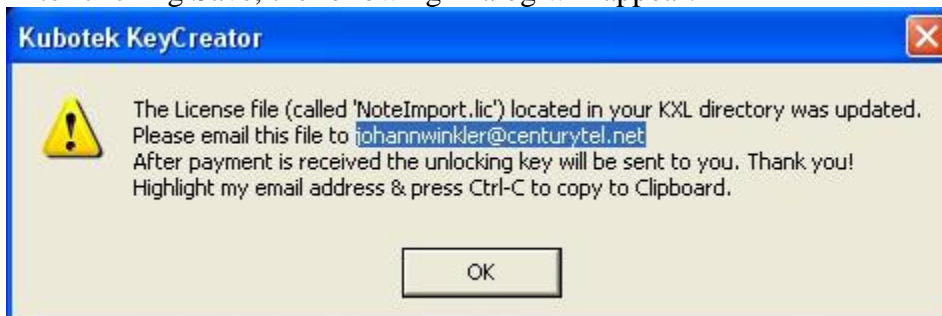 Kubotek KeyCreator
The License file (called 'NoteImport.lic') located in your KXL directory was updated.
Please email this file to johannwinkler@centurytel.net
After payment is received the unlocking key will be sent to you. Thank you!
Highlight my email address & press Ctrl-C to copy to Clipboard.
OK